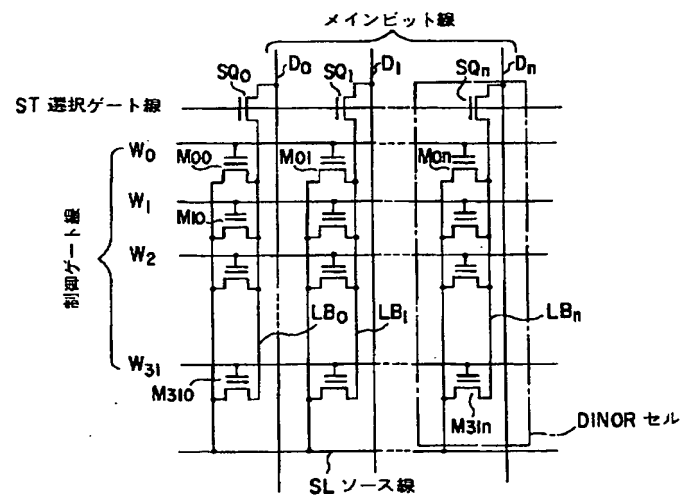 メインビット線
SQ0 D0 SQ1 D1 SQn Dn
ST 選択ゲート線
W0
M00 M01 M0n
W1
M10
W2
制御ゲート線
LB0 LB1 LBn
W31
M310 M31n
DINOR セル
SL ソース線